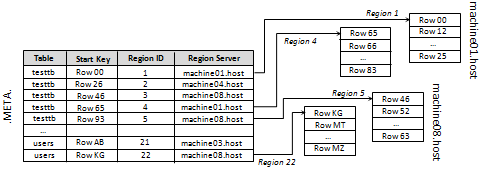 .META.
Table Start Key Region ID Region Server
testtb Row 00 1 machine01.host
testtb Row 26 2 machine04.host
testtb Row 46 3 machine08.host
testtb Row 65 4 machine01.host
testtb Row 93 5 machine08.host
...
users Row AB 21 machine03.host
users Row KG 22 machine08.host
Region 1
Row 00
Row 12
...
Row 25
Region 4
Row 65
Row 66
...
Row 83
machine01.host
Region 5
Row 46
Row 52
...
Row 63
Region 22
Row KG
Row MT
...
Row MZ
machine08.host